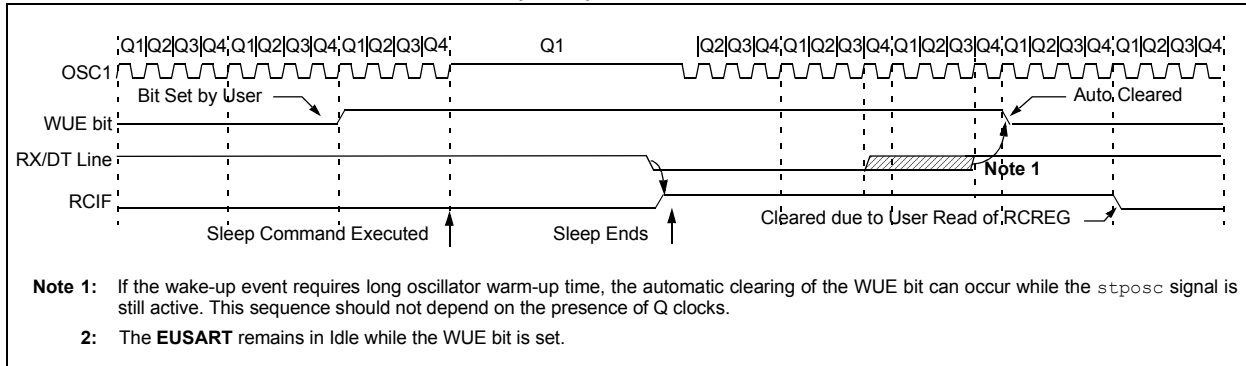 Q1|Q2|Q3|Q4 Q1|Q2|Q3|Q4 Q1|Q2|Q3|Q4 Q1 |Q2|Q3|Q4 Q1|Q2|Q3|Q4 Q1|Q2|Q3|Q4 Q1|Q2|Q3|Q4 Q1|Q2|Q3|Q4
OSC1
Bit Set by User
Auto Cleared
WUE bit
RX/DT Line
Note 1
RCIF
Cleared due to User Read of RCREG
Sleep Command Executed
Sleep Ends
Note 1: If the wake-up event requires long oscillator warm-up time, the automatic clearing of the WUE bit can occur while the stposc signal is
still active. This sequence should not depend on the presence of Q clocks.
2: The EUSART remains in Idle while the WUE bit is set.